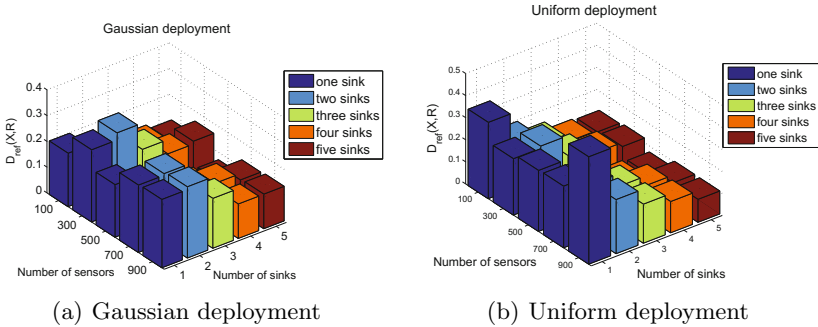 Gaussian deployment
0.4
0.3
0.2
0.1
0
D_ref(X,R)
100
300
500
700
900
Number of sensors
1
2
3
4
5
Number of sinks
one sink
two sinks
three sinks
four sinks
five sinks
(a) Gaussian deployment
Uniform deployment
0.5
0.4
0.3
0.2
0.1
0
D_ref(X,R)
100
300
500
700
900
Number of sensors
1
2
3
4
5
Number of sinks
one sink
two sinks
three sinks
four sinks
five sinks
(b) Uniform deployment